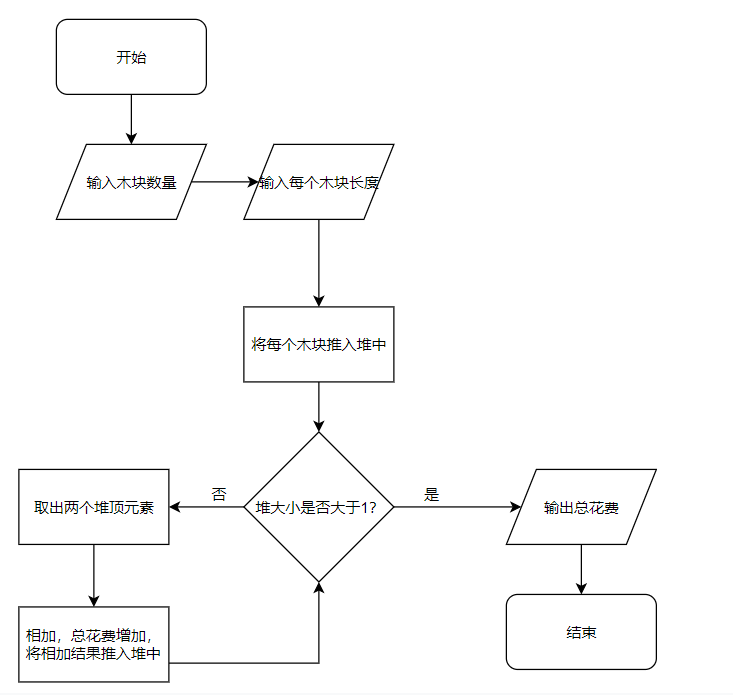 开始
输入木块数量
输入每个木块长度
将每个木块推入堆中
堆大小是否大于1?
否
是
取出两个堆顶元素
输出总花费
相加，总花费增加，
将相加结果推入堆中
结束